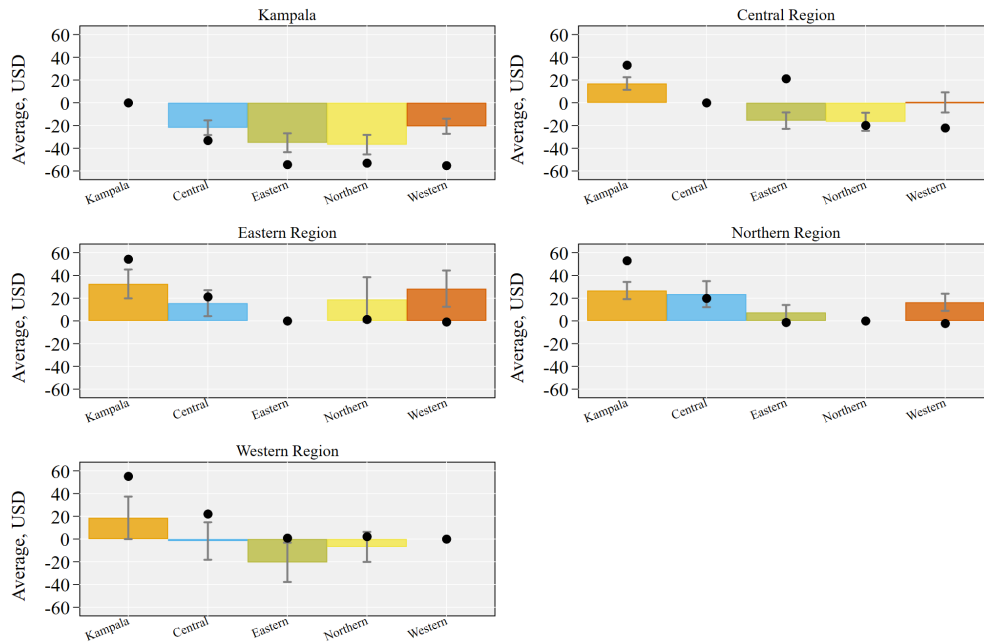 Kampala
Average, USD
60
40
20
0
-20
-40
-60
Kampala Central Eastern Northern Western
Central Region
Average, USD
60
40
20
0
-20
-40
-60
Kampala Central Eastern Northern Western
Eastern Region
Average, USD
60
40
20
0
-20
-40
-60
Kampala Central Eastern Northern Western
Northern Region
Average, USD
60
40
20
0
-20
-40
-60
Kampala Central Eastern Northern Western
Western Region
Average, USD
60
40
20
0
-20
-40
-60
Kampala Central Eastern Northern Western